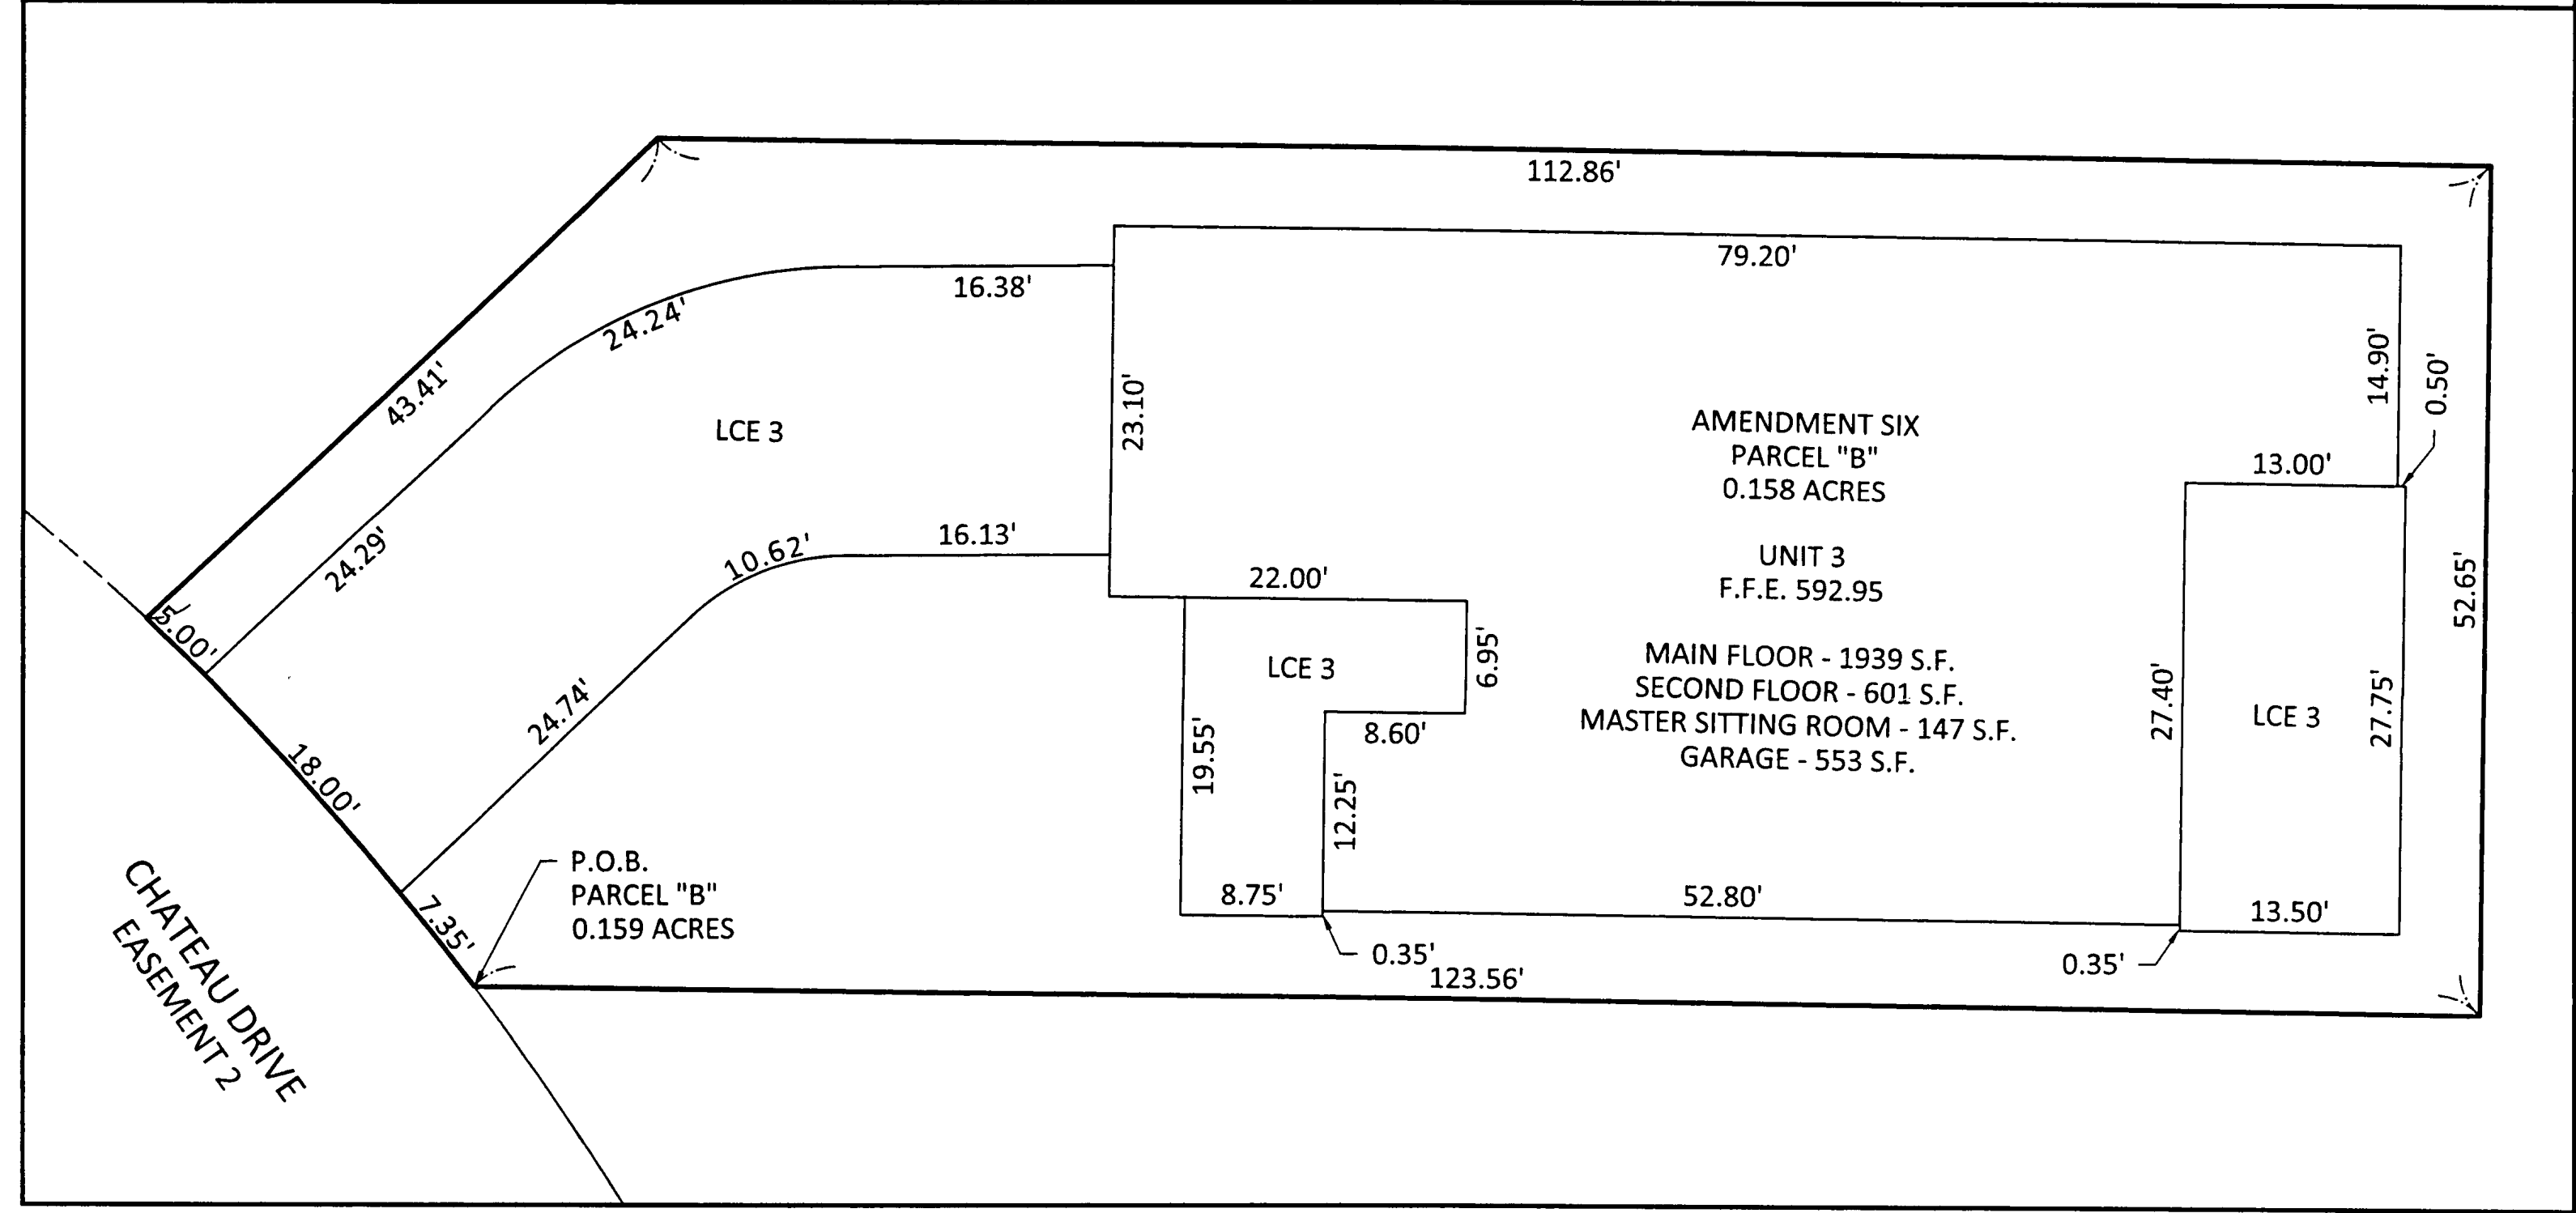 112.86'
79.20'
16.38'
24.24'
43.41'
LCE 3
23.10'
14.90'
0.50'
AMENDMENT SIX
PARCEL "B"
0.158 ACRES
13.00'
UNIT 3
F.F.E. 592.95
16.13'
10.62'
24.29'
22.00'
52.65'
5.00'
LCE 3
6.95'
MAIN FLOOR - 1939 S.F.
SECOND FLOOR - 601 S.F.
MASTER SITTING ROOM - 147 S.F.
GARAGE - 553 S.F.
27.40'
LCE 3
27.75'
24.74'
8.60'
19.55'
12.25'
18.00'
P.O.B.
PARCEL "B"
0.159 ACRES
7.35'
8.75'
52.80'
13.50'
0.35'
0.35'
123.56'
CHATEAU DRIVE
EASEMENT 2